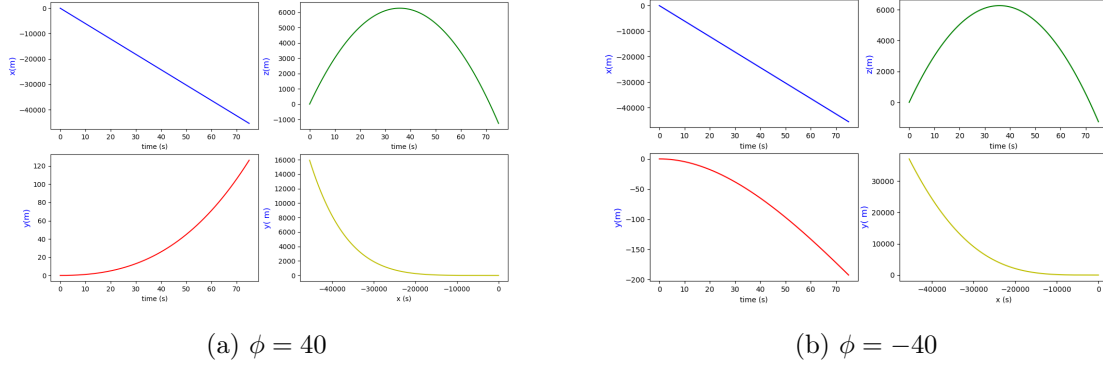 0
−10000
−20000
−30000
−40000
x(m)
0 10 20 30 40 50 60 70
time (s)
6000
5000
4000
3000
2000
1000
0
−1000
z(m)
0 10 20 30 40 50 60 70
time (s)
120
100
80
60
40
20
0
y(m)
0 10 20 30 40 50 60 70
time (s)
16000
14000
12000
10000
8000
6000
4000
2000
0
y( m)
−40000 −30000 −20000 −10000 0
x (s)
(a) ϕ = 40
0
−10000
−20000
−30000
−40000
x(m)
0 10 20 30 40 50 60 70
time (s)
6000
4000
2000
0
z(m)
0 10 20 30 40 50 60 70
time (s)
0
−50
−100
−150
−200
y(m)
0 10 20 30 40 50 60 70
time (s)
30000
20000
10000
0
y( m)
−40000 −30000 −20000 −10000 0
x (s)
(b) ϕ = −40